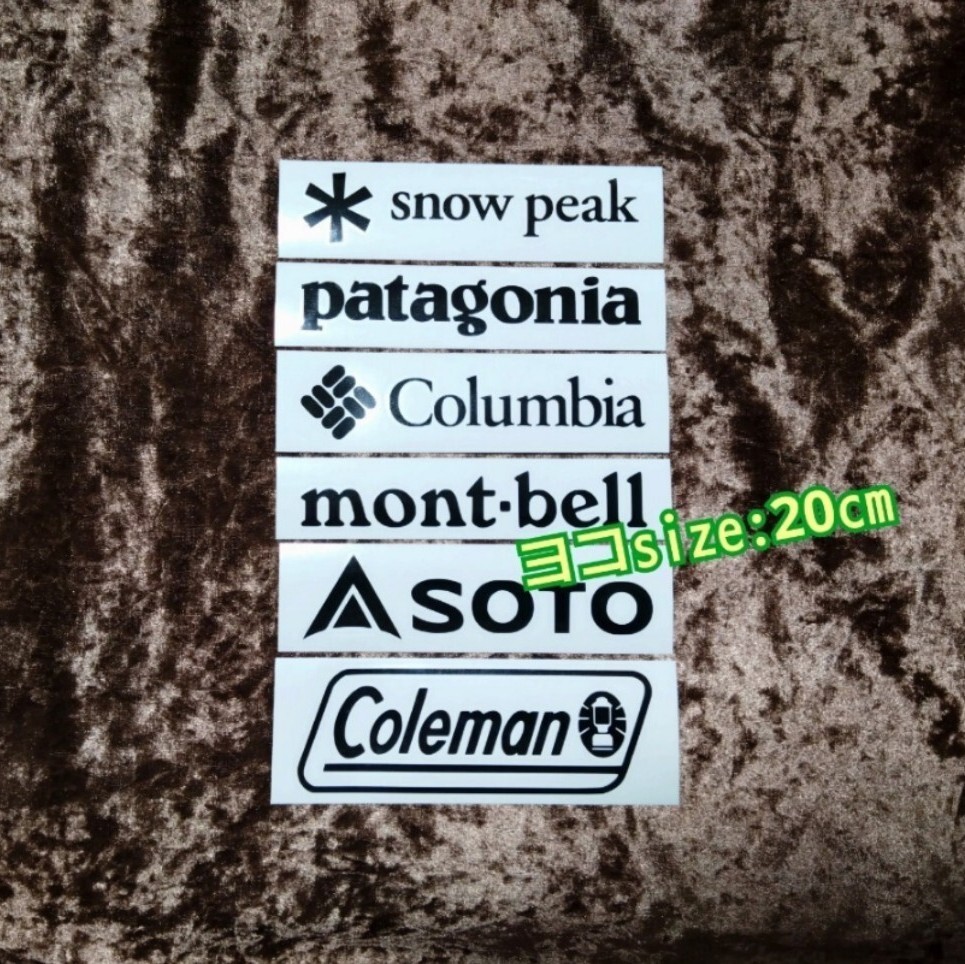 snow peak
patagonia
Columbia
mont·bell
ヨコsize:20cm
SOTO
Coleman